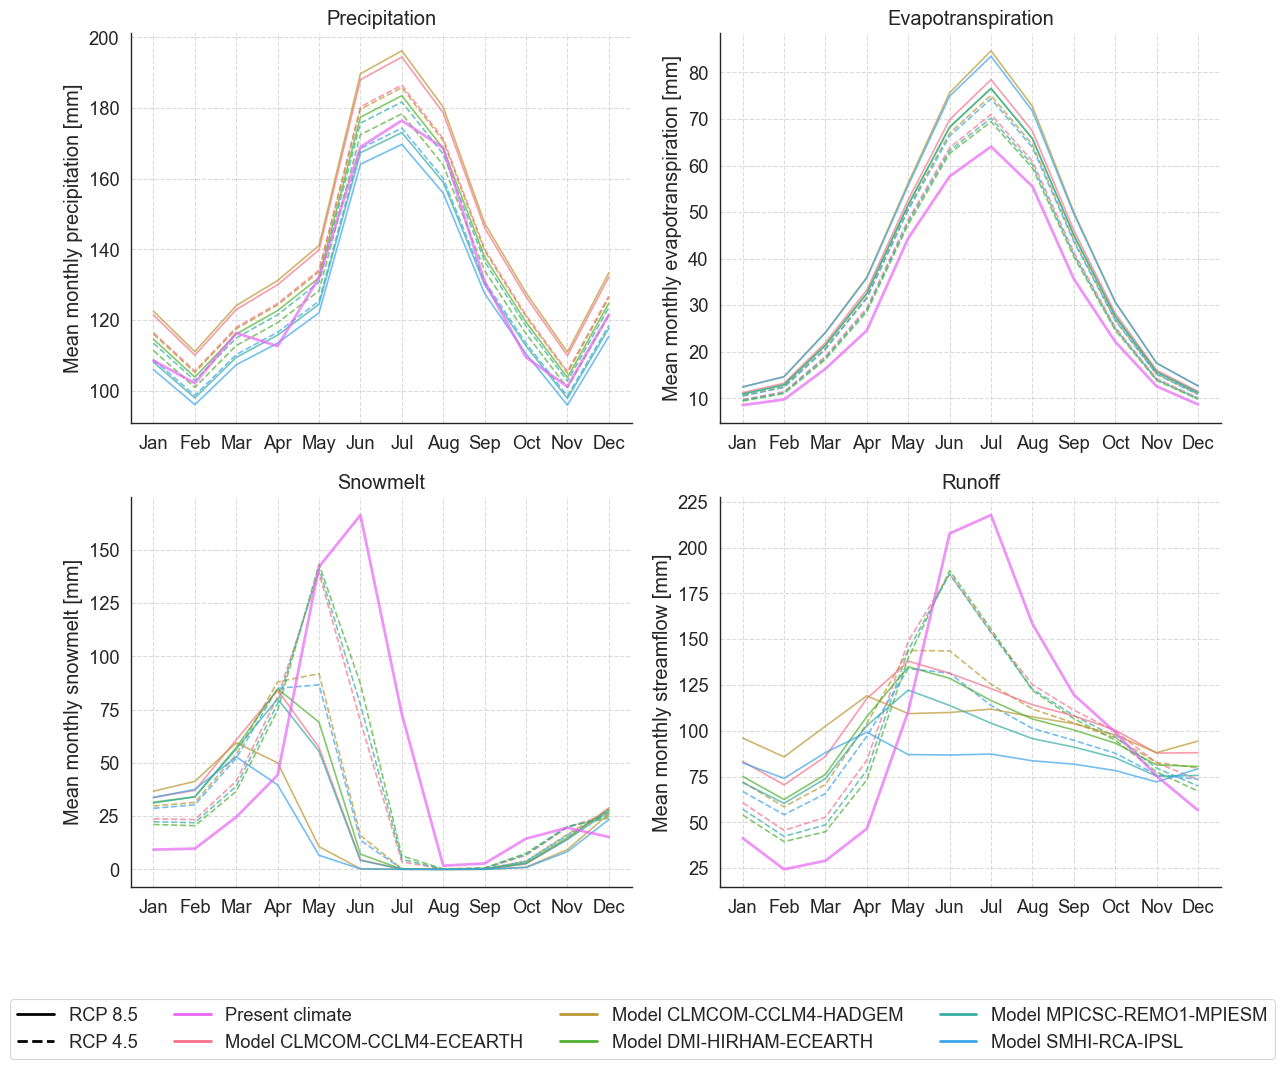 Precipitation
Mean monthly precipitation [mm]
200
180
160
140
120
100
Jan Feb Mar Apr May Jun Jul Aug Sep Oct Nov Dec
Evapotranspiration
Mean monthly evapotranspiration [mm]
80
70
60
50
40
30
20
10
Jan Feb Mar Apr May Jun Jul Aug Sep Oct Nov Dec
Snowmelt
Mean monthly snowmelt [mm]
150
125
100
75
50
25
0
Jan Feb Mar Apr May Jun Jul Aug Sep Oct Nov Dec
Runoff
Mean monthly streamflow [mm]
225
200
175
150
125
100
75
50
25
Jan Feb Mar Apr May Jun Jul Aug Sep Oct Nov Dec
RCP 8.5
RCP 4.5
Present climate
Model CLMCOM-CCLM4-ECEARTH
Model CLMCOM-CCLM4-HADGEM
Model DMI-HIRHAM-ECEARTH
Model MPICSC-REMO1-MPIESM
Model SMHI-RCA-IPSL